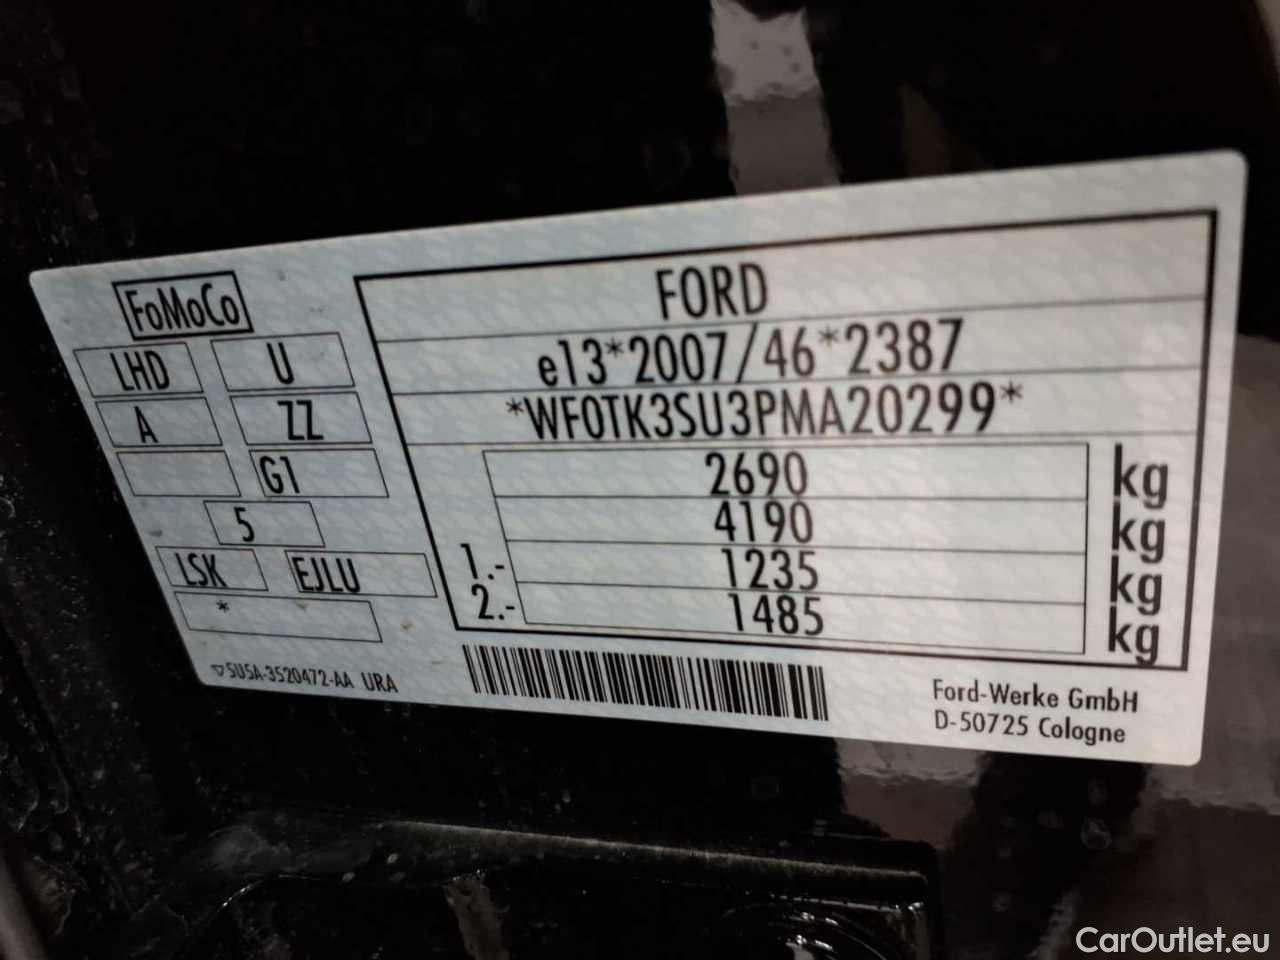 FoMoCo
LHD U
A ZZ
G1
5
LSK EJLU
*
FORD
e13*2007/46*2387
*WF0TK3SU3PMA20299*
2690 kg
4190 kg
1.- 1235 kg
2.- 1485 kg
▽SU5A-3520472-AA URA
Ford-Werke GmbH
D-50725 Cologne
CarOutlet.eu